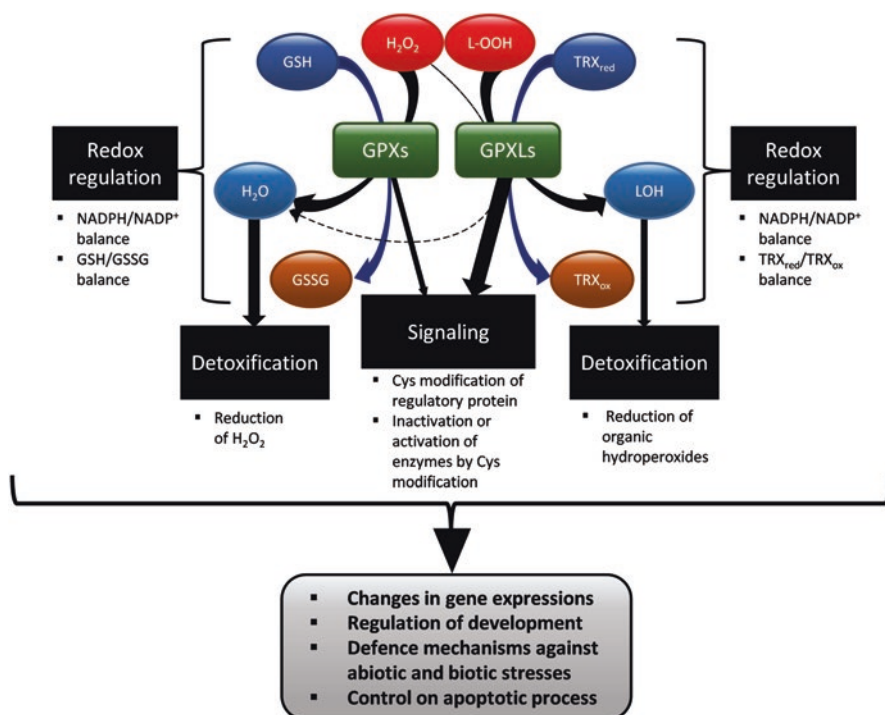 GSH
H₂O₂
L-OOH
TRXred
GPXs
GPXLs
Redox
regulation
▪ NADPH/NADP⁺
balance
▪ GSH/GSSG
balance
H₂O
LOH
Redox
regulation
▪ NADPH/NADP⁺
balance
▪ TRXred/TRXox
balance
GSSG
TRXox
Detoxification
▪ Reduction
of H₂O₂
Signaling
▪ Cys modification of
regulatory protein
▪ Inactivation or
activation of
enzymes by Cys
modification
Detoxification
▪ Reduction of
organic
hydroperoxides
▪ Changes in gene expressions
▪ Regulation of development
▪ Defence mechanisms against
abiotic and biotic stresses
▪ Control on apoptotic process